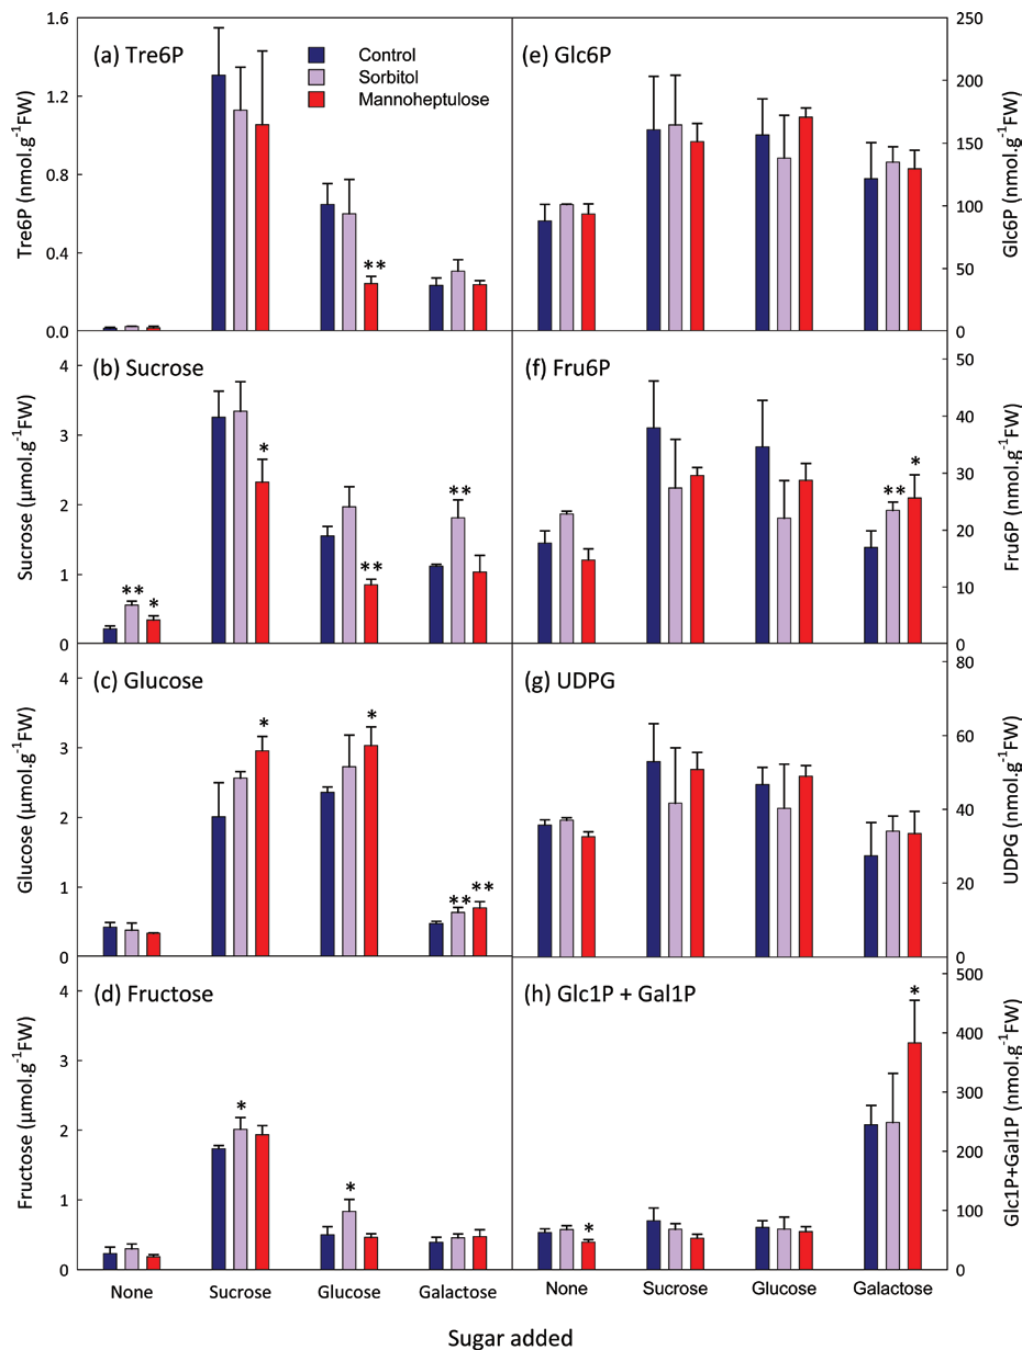 (a) Tre6P
Control
Sorbitol
Mannoheptulose
Tre6P (nmol.g⁻¹FW)
1.6
1.2
0.8
0.4
0.0
**
(e) Glc6P
Glc6P (nmol.g⁻¹FW)
250
200
150
100
50
0
(b) Sucrose
Sucrose (µmol.g⁻¹FW)
4
3
2
1
0
** * * ** **
(f) Fru6P
Fru6P (nmol.g⁻¹FW)
50
40
30
20
10
0
** *
(c) Glucose
Glucose (µmol.g⁻¹FW)
4
3
2
1
0
* * ** **
(g) UDPG
UDPG (nmol.g⁻¹FW)
80
60
40
20
0
(d) Fructose
Fructose (µmol.g⁻¹FW)
4
3
2
1
0
* *
None Sucrose Glucose Galactose
(h) Glc1P + Gal1P
Glc1P+Gal1P (nmol.g⁻¹FW)
500
400
300
200
100
0
* *
None Sucrose Glucose Galactose
Sugar added